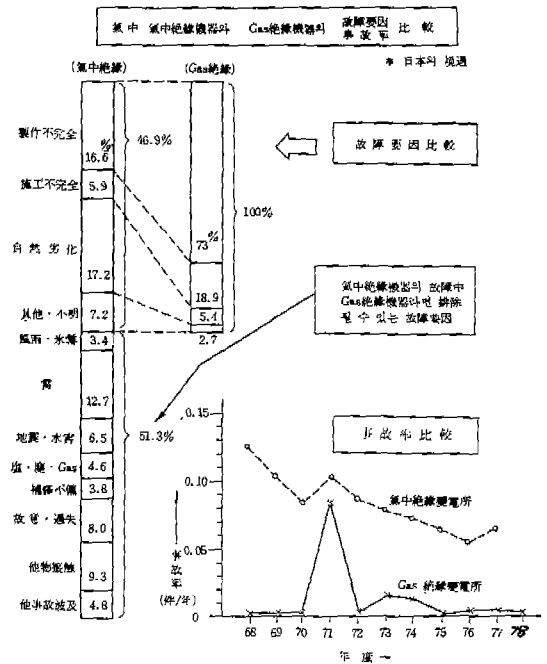 氣中 氣中絶緣機器와 Gas絶緣機器의 故障要因 事故率 比較
* 日本의 境遇
(氣中絶緣) (Gas絶緣)
製作不完全 16.6 %
施工不完全 5.9
自然劣化 17.2
其他·不明 7.2
風雨·氷雪 3.4
雷 12.7
地震·水害 6.5
塩·塵·Gas 4.6
補修不備 3.8
故意·過失 8.0
他物接触 9.3
他事故波及 4.8
46.9%
51.3%
73%
18.9
5.4
2.7
100%
故障要因比較
氣中絶緣機器의 故障中
Gas絶緣機器라면 排除
될 수 있는 故障要因
事故率比較
0.15
0.10
0.05
0
事故率
(件/年)
氣中絶緣變電所
Gas 絶緣變電所
68 69 70 71 72 73 74 75 76 77 78
年度→